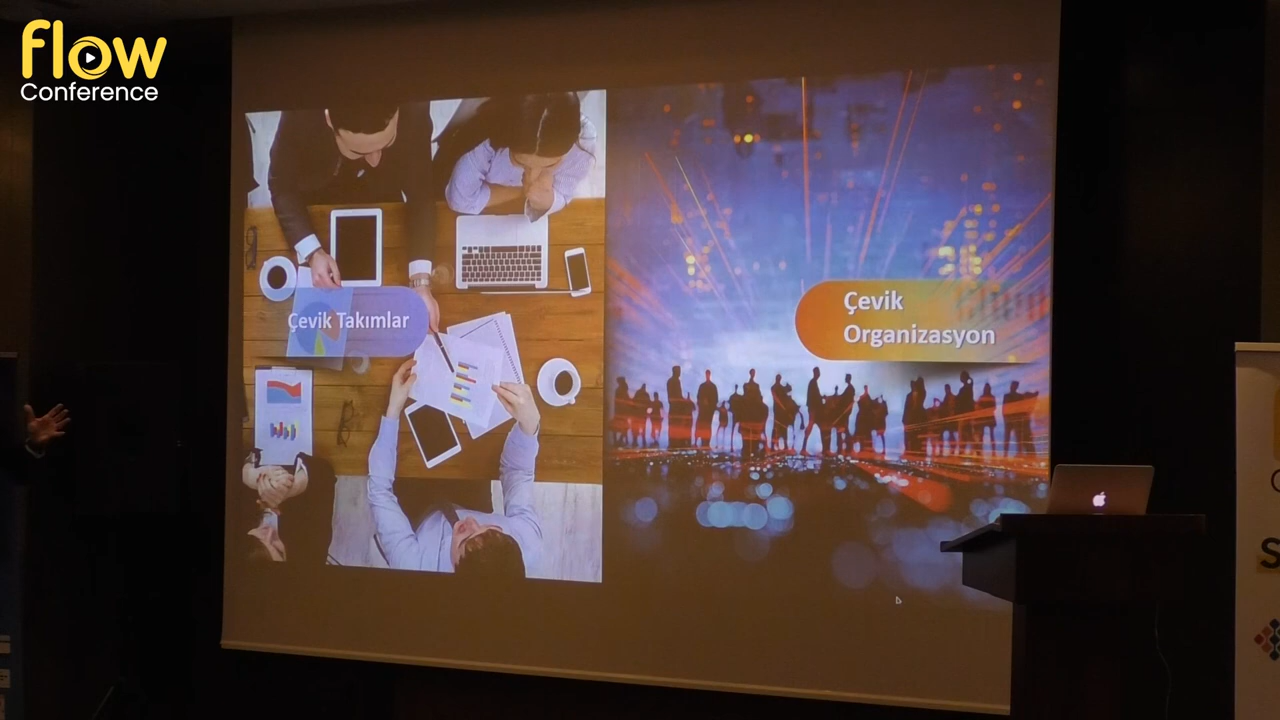 flow
Conference
Çevik Takımlar
Çevik
Organizasyon